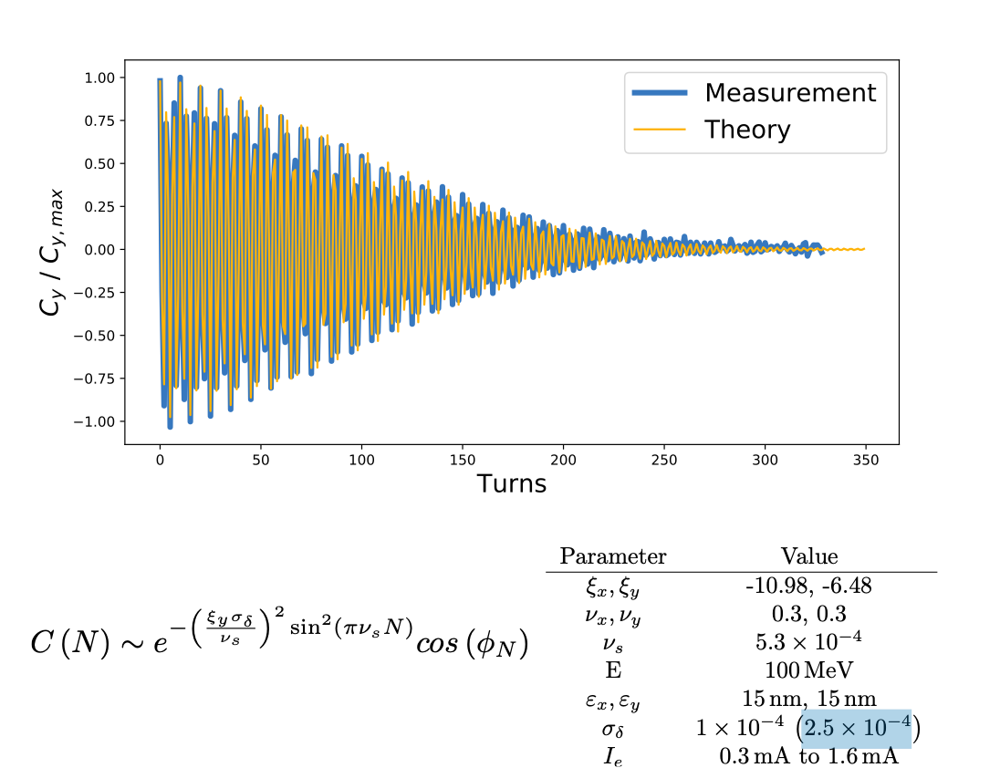 1.00
0.75
0.50
0.25
0.00
−0.25
−0.50
−0.75
−1.00
C_y / C_{y,max}
Measurement
Theory
0 50 100 150 200 250 300 350
Turns
C (N) ∼ e^{−(ξ_y σ_δ / ν_s)^2 sin^2(πν_s N)} cos (ϕ_N)
Parameter Value
ξ_x, ξ_y -10.98, -6.48
ν_x, ν_y 0.3, 0.3
ν_s 5.3 × 10^{−4}
E 100 MeV
ε_x, ε_y 15 nm, 15 nm
σ_δ 1 × 10^{−4} (2.5 × 10^{−4})
I_e 0.3 mA to 1.6 mA